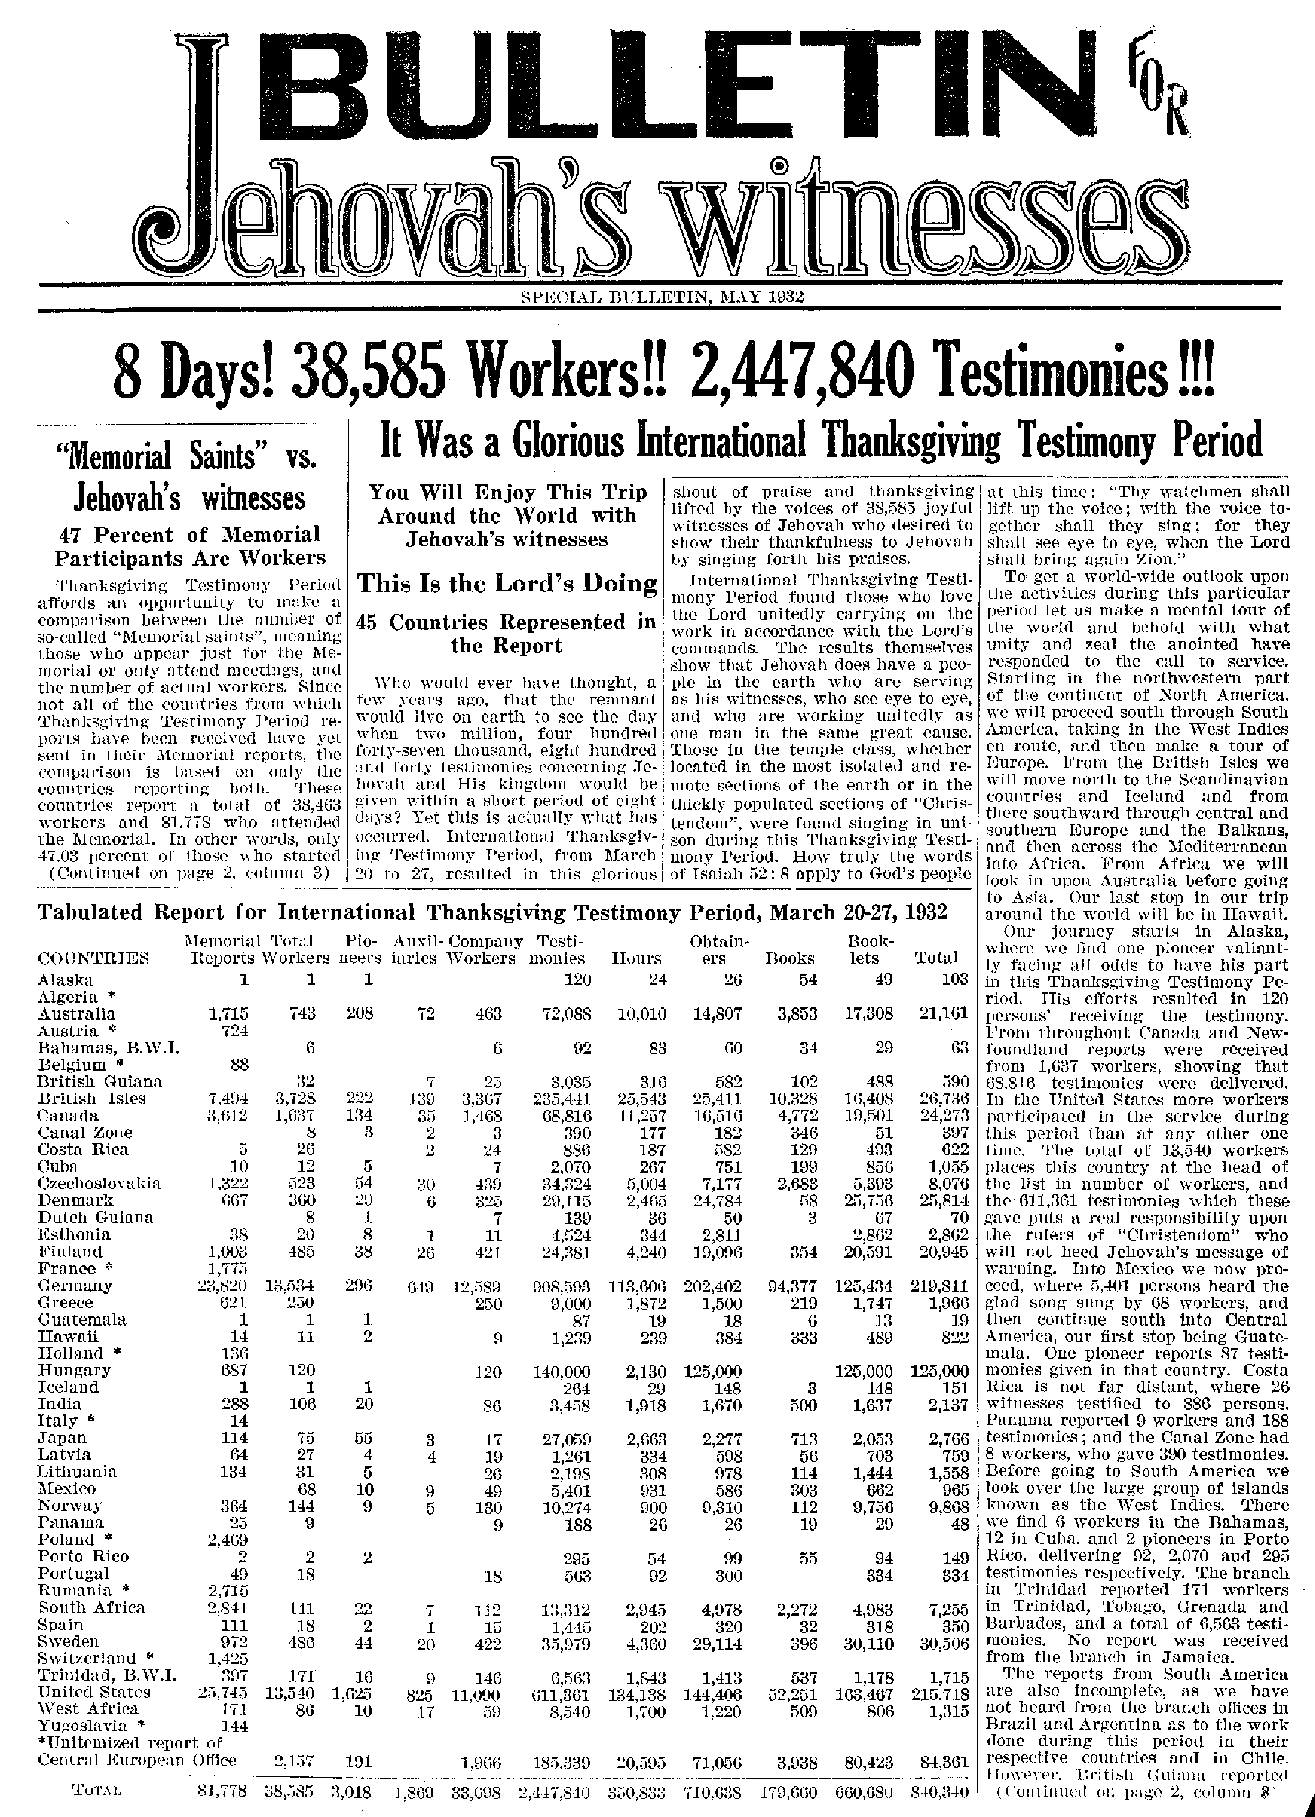 BULLETIN FOR
Jehovah's witnesses
SPECIAL BULLETIN, MAY 1932
8 Days! 38,585 Workers!! 2,447,840 Testimonies!!!
"Memorial Saints" vs.
Jehovah's witnesses
47 Percent of Memorial
Participants Are Workers
Thanksgiving Testimony Period
affords an opportunity to make a
comparison between the number of
so-called "Memorial saints", meaning
those who appear just for the Me-
morial or only attend meetings, and
the number of actual workers. Since
not all of the countries from which
Thanksgiving Testimony Period re-
ports have been received have yet
sent in their Memorial reports, the
comparison is based on only the
countries reporting both. These
countries report a total of 38,463
workers and 81,778 who attended
the Memorial. In other words, only
47.03 percent of those who started
(Continued on page 2, column 3)
It Was a Glorious International Thanksgiving Testimony Period
You Will Enjoy This Trip
Around the World with
Jehovah's witnesses
This Is the Lord's Doing
45 Countries Represented in
the Report
Who would ever have thought, a
few years ago, that the remnant
would live on earth to see the day
when two million, four hundred
forty-seven thousand, eight hundred
and forty testimonies concerning Je-
hovah and His kingdom would be
given within a short period of eight
days? Yet this is actually what has
occurred. International Thanksgiv-
ing Testimony Period, from March
20 to 27, resulted in this glorious
shout of praise and thanksgiving
lifted by the voices of 38,585 joyful
witnesses of Jehovah who desired to
show their thankfulness to Jehovah
by singing forth his praises.
International Thanksgiving Testi-
mony Period found those who love
the Lord unitedly carrying on the
work in accordance with the Lord's
commands. The results themselves
show that Jehovah does have a peo-
ple in the earth who are serving
as his witnesses, who see eye to eye,
and who are working unitedly as
one man in the same great cause.
Those in the temple class, whether
located in the most isolated and re-
mote sections of the earth or in the
thickly populated sections of "Chris-
tendom", were found singing in uni-
son during this Thanksgiving Testi-
mony Period. How truly the words
of Isaiah 52:8 apply to God's people
at this time: "Thy watchmen shall
lift up the voice; with the voice to-
gether shall they sing; for they
shall see eye to eye, when the Lord
shall bring again Zion."
To get a world-wide outlook upon
the activities during this particular
period let us make a mental tour of
the world and behold with what
unity and zeal the anointed have
responded to the call to service.
Starting in the northwestern part
of the continent of North America,
we will proceed south through South
America, taking in the West Indies
en route, and then make a tour of
Europe. From the British Isles we
will move north to the Scandinavian
countries and Iceland and from
there southward through central and
southern Europe and the Balkans,
and then across the Mediterranean
into Africa. From Africa we will
look in upon Australia before going
to Asia. Our last stop in our trip
around the world will be in Hawaii.
Our journey starts in Alaska,
where we find one pioneer valiant-
ly facing all odds to have his part
in this Thanksgiving Testimony Pe-
riod. His efforts resulted in 120
persons' receiving the testimony.
From throughout Canada and New-
foundland reports were received
from 1,637 workers, showing that
68,816 testimonies were delivered.
In the United States more workers
participated in the service during
this period than at any other one
time. The total of 13,540 workers
places this country at the head of
the list in number of workers, and
the 611,361 testimonies which these
gave puts a real responsibility upon
the rulers of "Christendom" who
will not heed Jehovah's message of
warning. Into Mexico we now pro-
ceed, where 5,401 persons heard the
glad song sung by 68 workers, and
then continue south into Central
America, our first stop being Guate-
mala. One pioneer reports 87 testi-
monies given in that country. Costa
Rica is not far distant, where 26
witnesses testified to 886 persons.
Panama reported 9 workers and 188
testimonies; and the Canal Zone had
8 workers, who gave 390 testimonies.
Before going to South America we
look over the large group of islands
known as the West Indies. There
we find 6 workers in the Bahamas,
12 in Cuba, and 2 pioneers in Porto
Rico, delivering 92, 2,070 and 295
testimonies respectively. The branch
in Trinidad reported 171 workers
in Trinidad, Tobago, Grenada and
Barbados, and a total of 6,563 testi-
monies. No report was received
from the branch in Jamaica.
The reports from South America
are also incomplete, as we have
not heard from the branch offices in
Brazil and Argentina as to the work
done during this period in their
respective countries and in Chile.
However, British Guiana reported
(Continued on page 2, column
Tabulated Report for International Thanksgiving Testimony Period, March 20-27, 1932
Memorial Total Pio- Auxil- Company Testi- Obtain- Book-
COUNTRIES Reports Workers neers iaries Workers monies Hours ers Books lets Total
Alaska 1 1 1 120 24 26 54 49 103
Algeria *
Australia 1,715 743 208 72 463 72,088 10,010 14,807 3,853 17,308 21,161
Austria * 724
Bahamas, B.W.I. 6 6 92 83 60 34 29 63
Belgium * 88
British Guiana 32 7 25 3,035 316 582 102 488 590
British Isles 7,494 3,728 222 139 3,367 235,441 25,543 25,411 10,328 16,408 26,736
Canada 3,612 1,637 134 35 1,468 68,816 11,257 16,516 4,772 19,501 24,273
Canal Zone 8 3 2 3 390 177 182 346 51 397
Costa Rica 5 26 2 24 886 187 582 129 493 622
Cuba 10 12 5 7 2,070 267 751 199 856 1,055
Czechoslovakia 1,322 523 54 30 439 34,324 5,004 7,177 2,683 5,393 8,076
Denmark 667 360 29 6 325 29,115 2,465 24,784 58 25,756 25,814
Dutch Guiana 8 1 7 139 36 50 3 67 70
Esthonia 38 20 8 1 11 4,524 344 2,811 2,862 2,862
Finland 1,003 485 38 26 421 24,381 4,240 19,096 354 20,591 20,945
France * 1,775
Germany 23,820 13,534 296 649 12,589 908,593 113,606 202,402 94,377 125,434 219,811
Greece 621 250 250 9,000 1,872 1,500 219 1,747 1,966
Guatemala 1 1 1 87 19 18 6 13 19
Hawaii 14 11 2 9 1,239 239 384 333 489 822
Holland * 136
Hungary 687 120 120 140,000 2,130 125,000 125,000 125,000
Iceland 1 1 1 264 29 148 3 148 151
India 288 106 20 86 3,458 1,918 1,670 500 1,637 2,137
Italy * 14
Japan 114 75 55 3 17 27,059 2,663 2,277 713 2,053 2,766
Latvia 64 27 4 4 19 1,261 334 598 56 703 759
Lithuania 134 31 5 26 2,198 308 978 114 1,444 1,558
Mexico 68 10 9 49 5,401 931 586 303 662 965
Norway 364 144 9 5 130 10,274 900 9,310 112 9,756 9,868
Panama 25 9 9 188 26 26 19 29 48
Poland * 2,469
Porto Rico 2 2 2 295 54 99 55 94 149
Portugal 49 18 18 563 92 300 334 334
Rumania * 2,715
South Africa 2,841 141 22 7 112 13,312 2,945 4,978 2,272 4,983 7,255
Spain 111 18 2 1 15 1,445 202 320 32 318 350
Sweden 972 486 44 20 422 35,979 4,360 29,114 396 30,110 30,506
Switzerland * 1,425
Trinidad, B.W.I. 397 171 16 9 146 6,563 1,843 1,413 537 1,178 1,715
United States 25,745 13,540 1,625 825 11,090 611,361 134,138 144,406 52,251 163,467 215,718
West Africa 171 86 10 17 59 8,540 1,700 1,220 509 806 1,315
Yugoslavia * 144
*Unitemized report of
Central European Office 2,157 191 1,966 185,339 20,595 71,056 3,938 80,423 84,361
TOTAL 81,778 38,585 3,018 1,869 33,698 2,447,840 350,833 710,638 179,660 660,680 840,340